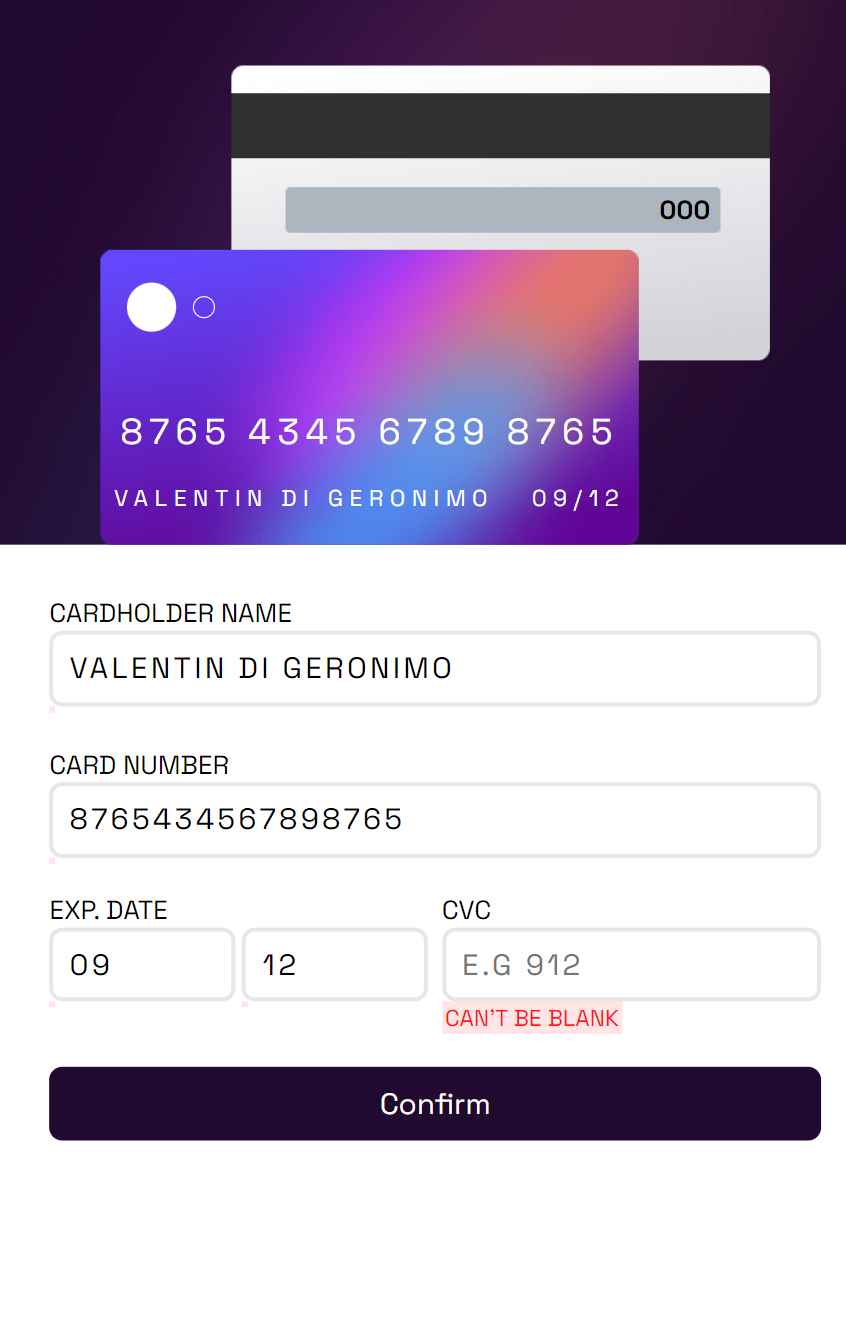 000
8765 4345 6789 8765
VALENTIN DI GERONIMO 09/12
CARDHOLDER NAME
VALENTIN DI GERONIMO
CARD NUMBER
8765434567898765
EXP. DATE CVC
09 12 E.G 912
CAN'T BE BLANK
Confirm